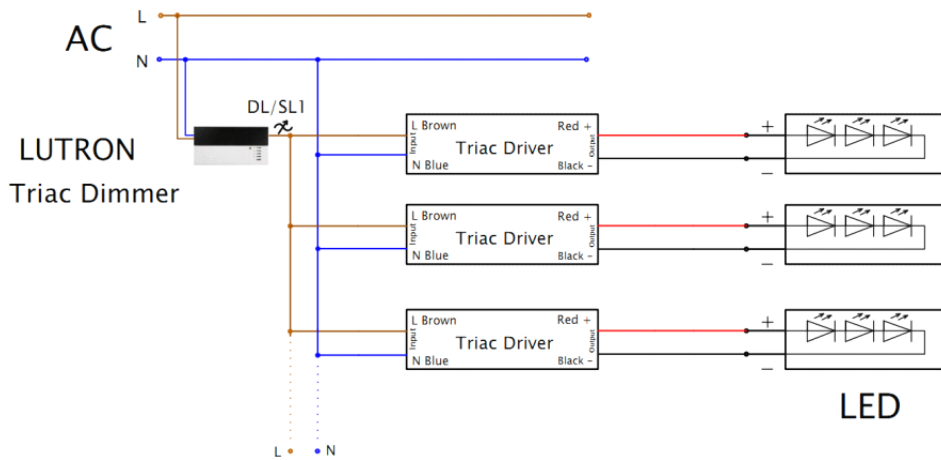 L
AC
N
DL/SL1
LUTRON
Triac Dimmer
L Brown
Red +
Input
Triac Driver
Output
N Blue
Black -
+
−
L Brown
Red +
Input
Triac Driver
Output
N Blue
Black -
+
−
L Brown
Red +
Input
Triac Driver
Output
N Blue
Black -
+
−
LED
L
N